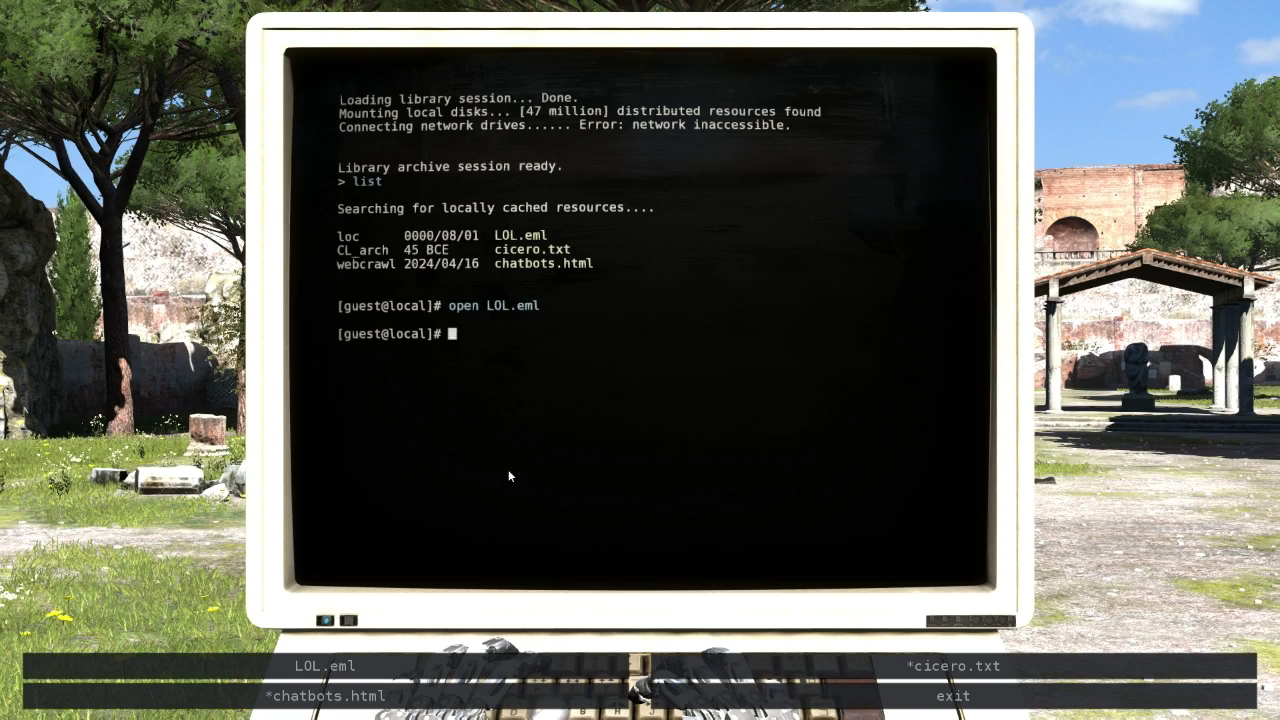 Loading library session... Done.
Mounting local disks... [47 million] distributed resources found
Connecting network drives...... Error: network inaccessible.
Library archive session ready.
> list
Searching for locally cached resources....
loc 0000/08/01 LOL.eml
CL_arch 45 BCE cicero.txt
webcrawl 2024/04/16 chatbots.html
[guest@local]# open LOL.eml
[guest@local]#
LOL.eml
*cicero.txt
*chatbots.html
exit